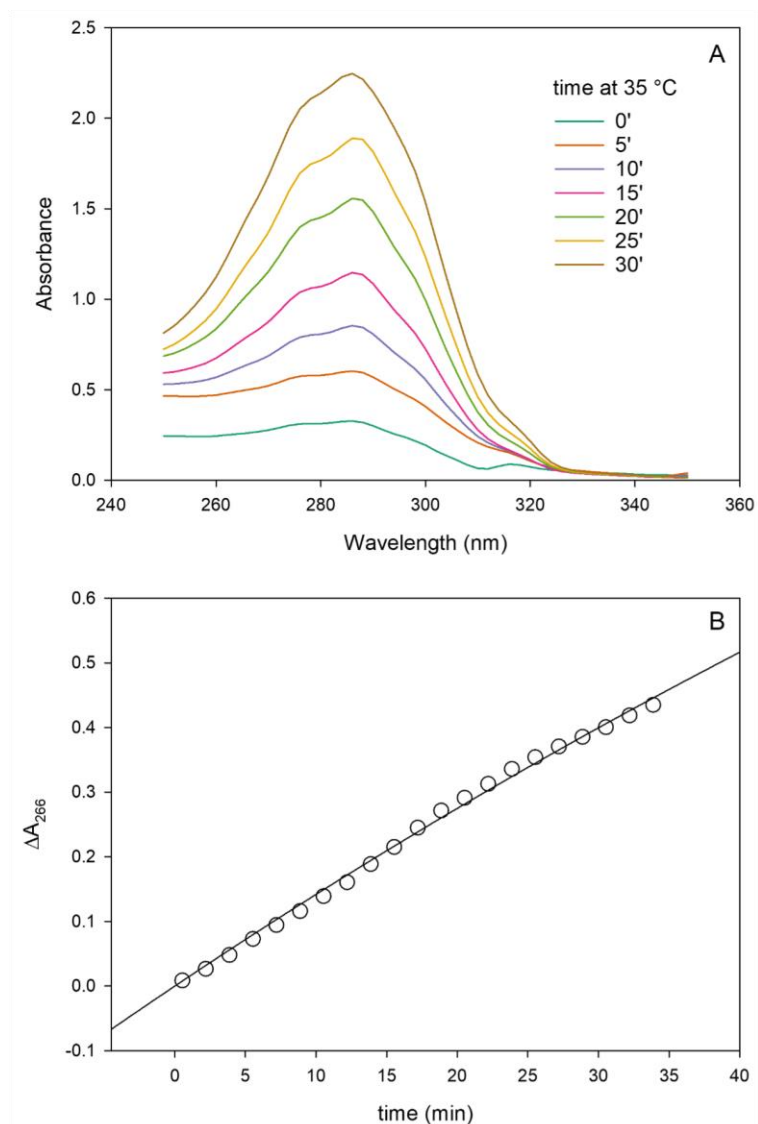 A
2.5
2.0
1.5
1.0
0.5
0.0
Absorbance
time at 35 °C
0'
5'
10'
15'
20'
25'
30'
240 260 280 300 320 340 360
Wavelength (nm)
B
0.6
0.5
0.4
0.3
0.2
0.1
0.0
-0.1
ΔA266
0 5 10 15 20 25 30 35 40
time (min)